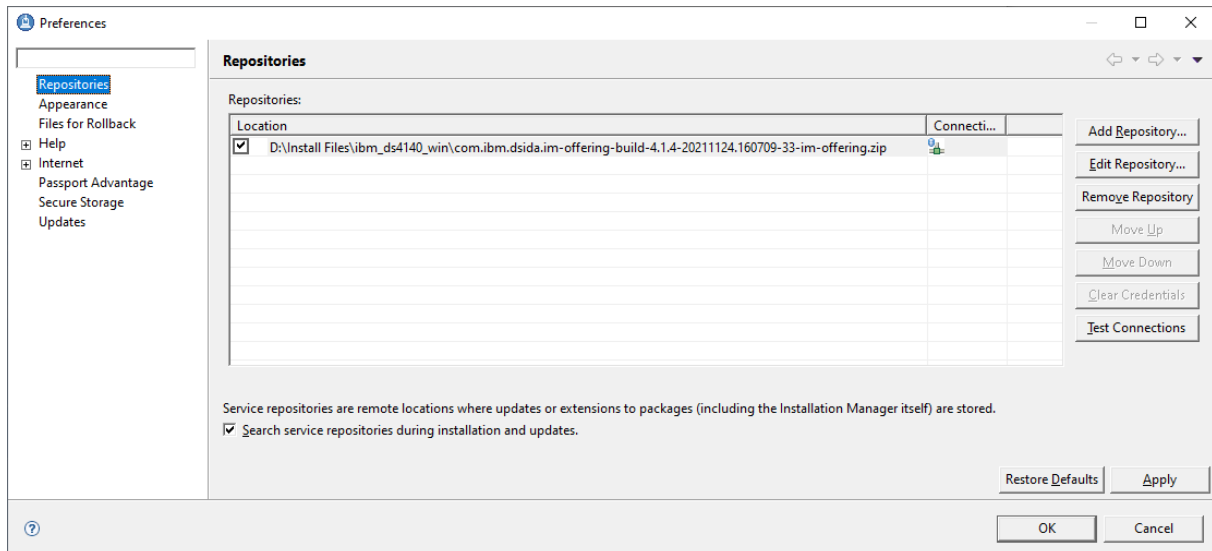 Preferences
Repositories
Appearance
Files for Rollback
Help
Internet
Passport Advantage
Secure Storage
Updates
Repositories
Repositories:
Location Connecti...
D:\Install Files\ibm_ds4140_win\com.ibm.dsida.im-offering-build-4.1.4-20211124.160709-33-im-offering.zip
Add Repository...
Edit Repository...
Remove Repository
Move Up
Move Down
Clear Credentials
Test Connections
Service repositories are remote locations where updates or extensions to packages (including the Installation Manager itself) are stored.
Search service repositories during installation and updates.
Restore Defaults Apply
OK Cancel